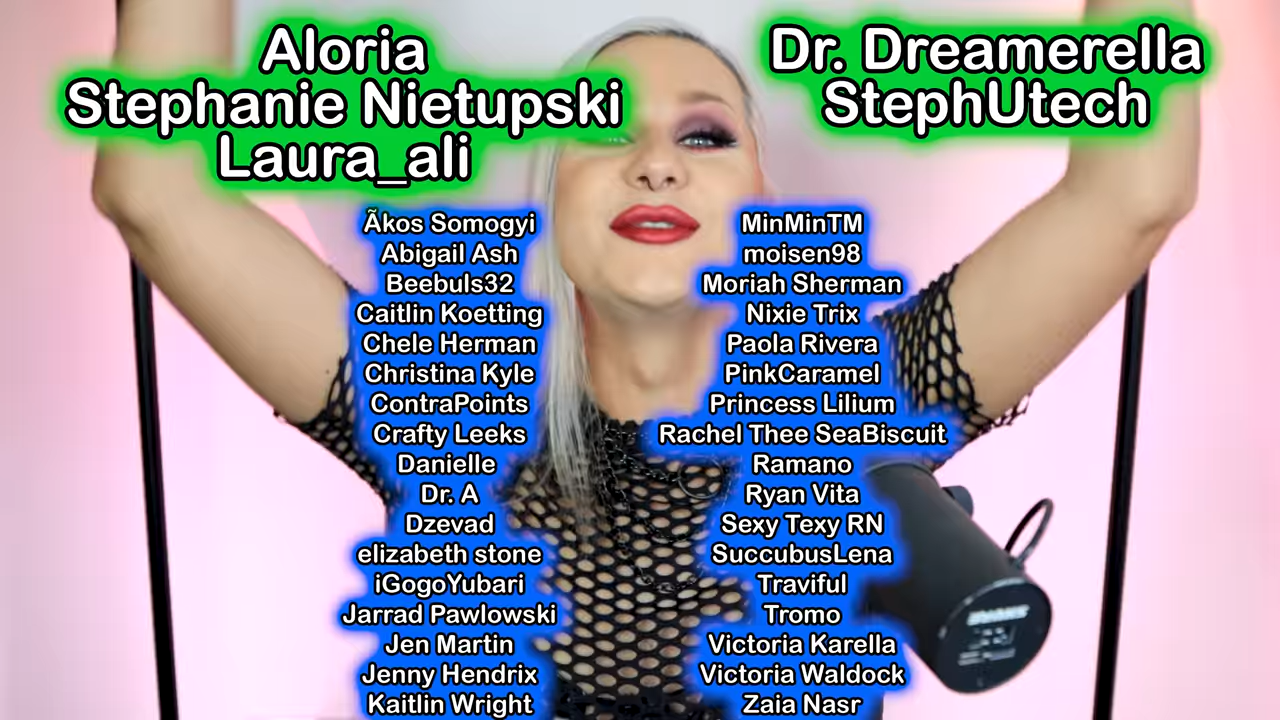 Aloria
Stephanie Nietupski
Laura_ali
Dr. Dreamerella
StephUtech
Ãkos Somogyi
Abigail Ash
Beebuls32
Caitlin Koetting
Chele Herman
Christina Kyle
ContraPoints
Crafty Leeks
Danielle
Dr. A
Dzevad
elizabeth stone
iGogoYubari
Jarrad Pawlowski
Jen Martin
Jenny Hendrix
Kaitlin Wright
MinMinTM
moisen98
Moriah Sherman
Nixie Trix
Paola Rivera
PinkCaramel
Princess Lilium
Rachel Thee SeaBiscuit
Ramano
Ryan Vita
Sexy Texy RN
SuccubusLena
Traviful
Tromo
Victoria Karella
Victoria Waldock
Zaia Nasr